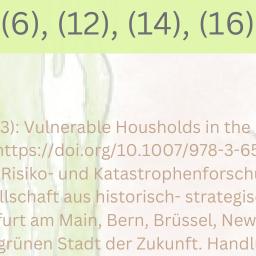 (6), (12), (14), (16)
3): Vulnerable Housholds in the
https://doi.org/10.1007/978-3-65
Risiko- und Katastrophenforschu
llschaft aus historisch- strategisc
furt am Main, Bern, Brüssel, New
grünen Stadt der Zukunft. Handl